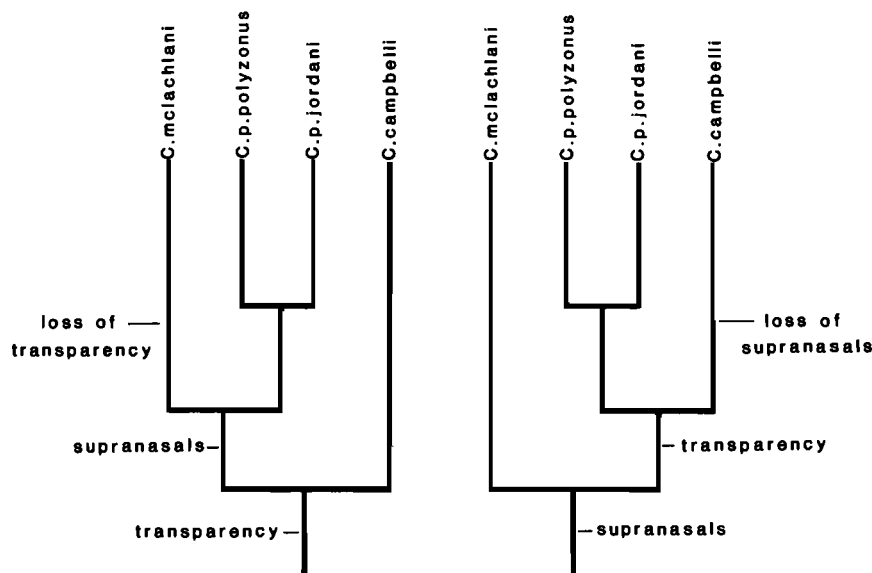 C.mclachlani
C.p.polyzonus
C.p.jordani
C.campbelli
loss of
transparency
supranasals
transparency
C.mclachlani
C.p.polyzonus
C.p.jordani
C.campbelli
loss of
supranasals
transparency
supranasals